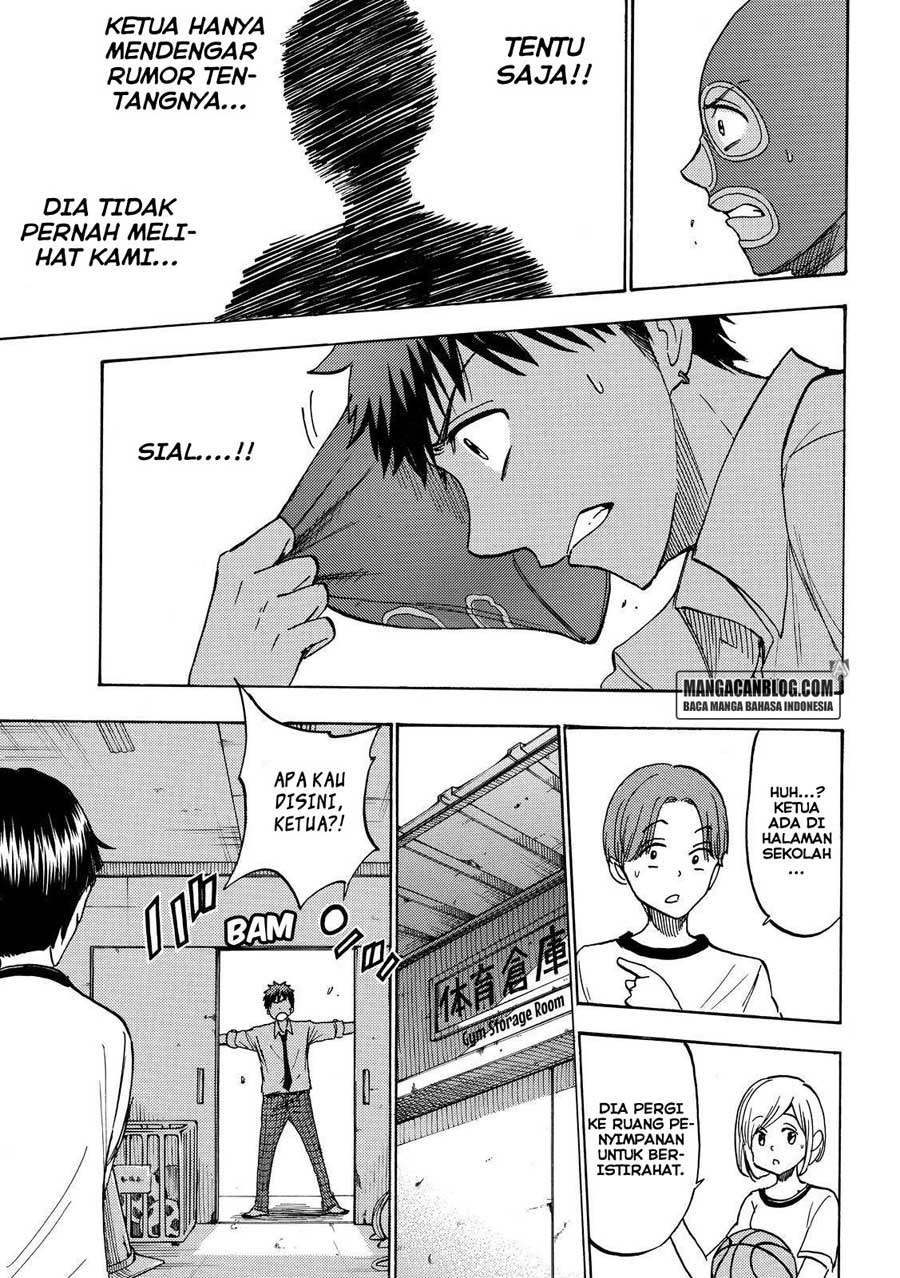 TENTU
SAJA!!
KETUA HANYA
MENDENGAR
RUMOR TEN-
TANGNYA...
DIA TIDAK
PERNAH MELI-
HAT KAMI...
SIAL....!!
MANGACANBLOG.COM
BACA MANGA BAHASA INDONESIA
HUH...?
KETUA
ADA DI
HALAMAN
SEKOLAH
...
DIA PERGI
KE RUANG PE-
NYIMPANAN
UNTUK BER-
ISTIRAHAT.
体育倉庫
Gym Storage Room
APA KAU
DISINI,
KETUA?!
BAM